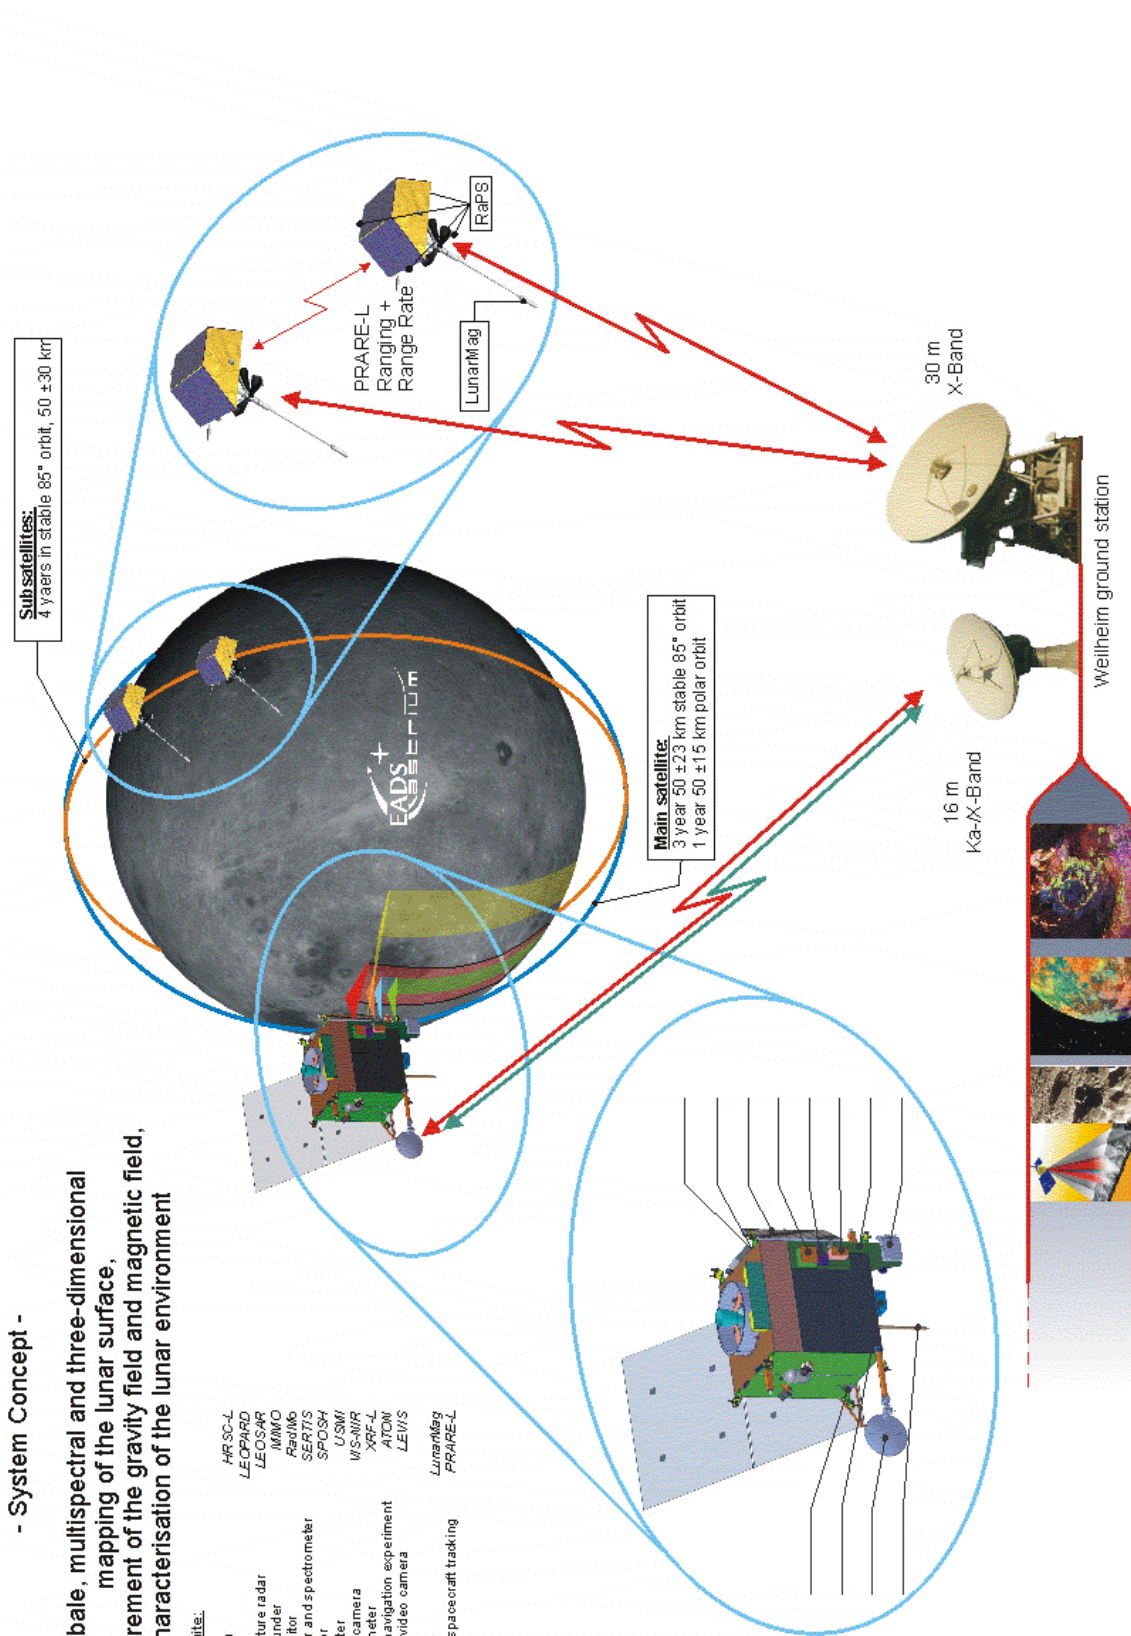 - System Concept -
bale, multispectral and three-dimensional
mapping of the lunar surface,
rement of the gravity field and magnetic field,
haracterisation of the lunar environment
ite:
HRSC-L
LEOPARD
ture radar LEOSAR
under MIMO
itor RadMo
r and spectrometer SERTIS
or SPOSH
ter USMI
camera VIS-NIR
meter XRF-L
navigation experiment ATON
video camera LEVIS
LunarMag
spacecraft tracking PRARE-L
Subsatellites:
4 yaers in stable 85° orbit, 50 ±30 km
PRARE-L
Ranging +
Range Rate
RaPS
LunarMag
EADS
astrium
Main satellite:
3 year 50 ±23 km stable 85° orbit
1 year 50 ±15 km polar orbit
16 m
Ka-/X-Band
30 m
X-Band
Weilheim ground station